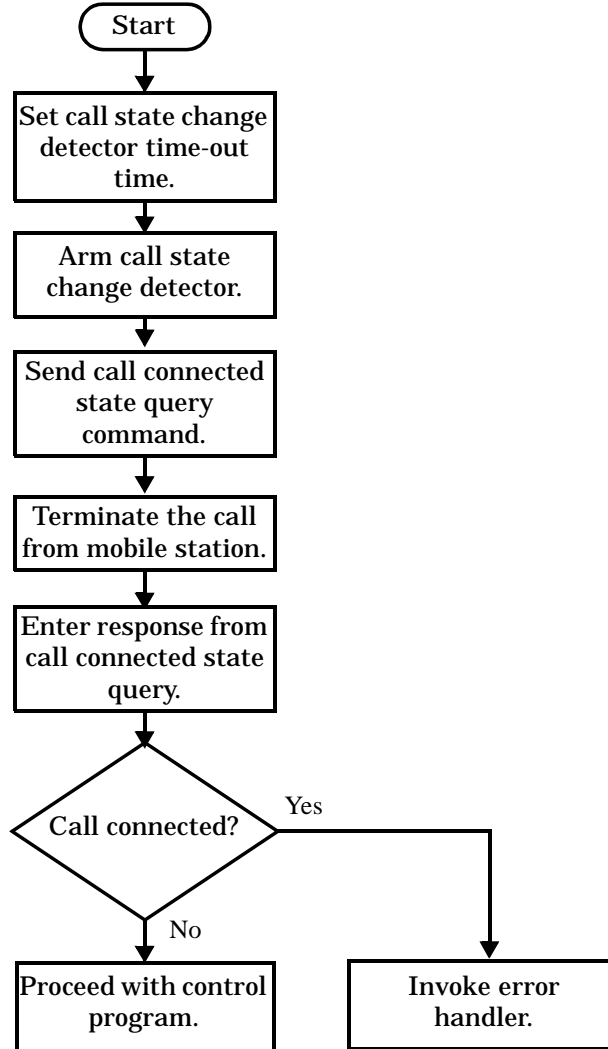 Start
Set call state change
detector time-out
time.
Arm call state
change detector.
Send call connected
state query
command.
Terminate the call
from mobile station.
Enter response from
call connected state
query.
Call connected?
Yes
No
Proceed with control
program.
Invoke error
handler.